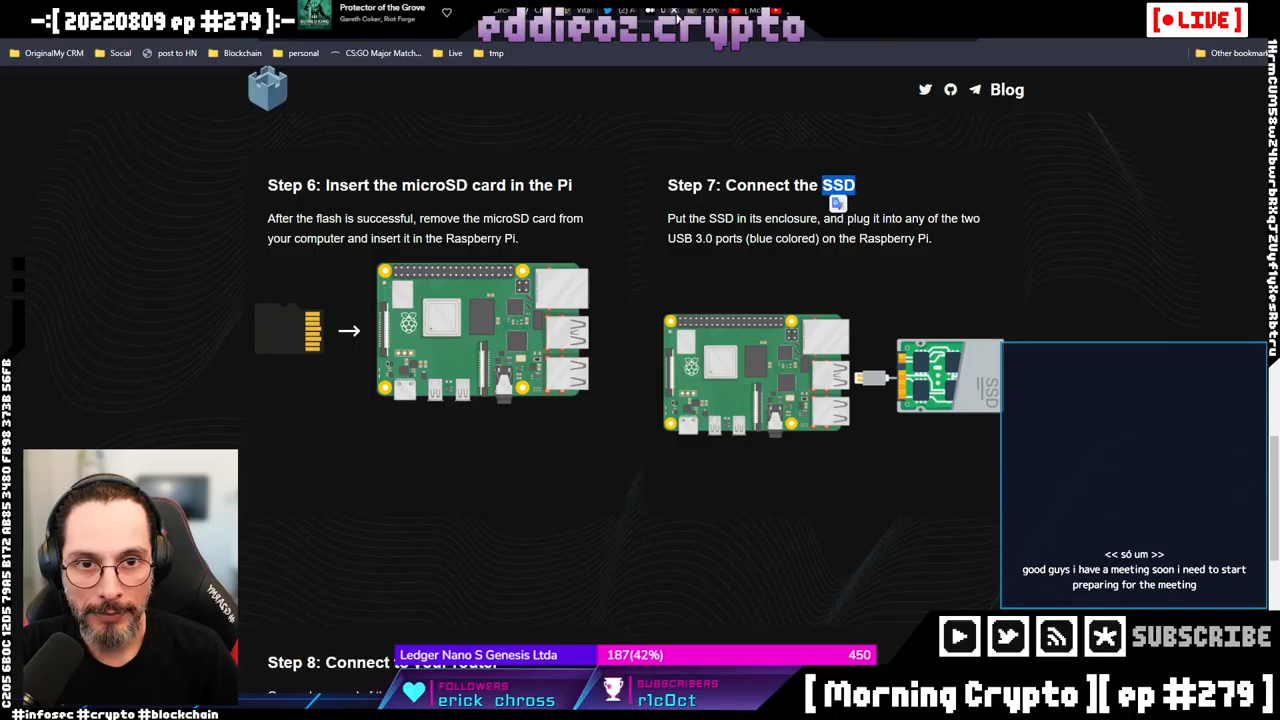 -:[ 20220809 ep #279 ]:-
Protector of the Grove
Gareth Coker, Riot Forge
eddieoz.crypto
[●LIVE]
OriginalMy CRM
Social
post to HN
Blockchain
personal
CS:GO Major Match...
Live
tmp
Other bookmar
Blog
Step 6: Insert the microSD card in the Pi
After the flash is successful, remove the microSD card from
your computer and insert it in the Raspberry Pi.
Step 7: Connect the SSD
Put the SSD in its enclosure, and plug it into any of the two
USB 3.0 ports (blue colored) on the Raspberry Pi.
SSD
<< só um >>
good guys i have a meeting soon i need to start
preparing for the meeting
Step 8: Connect to your router
Ledger Nano S Genesis Ltda
187(42%)
450
FOLLOWERS
erick chross
SUBSCRIBERS
r1c0ct
SUBSCRIBE
[ Morning Crypto ][ ep #279 ]
#infosec #crypto #blockchain